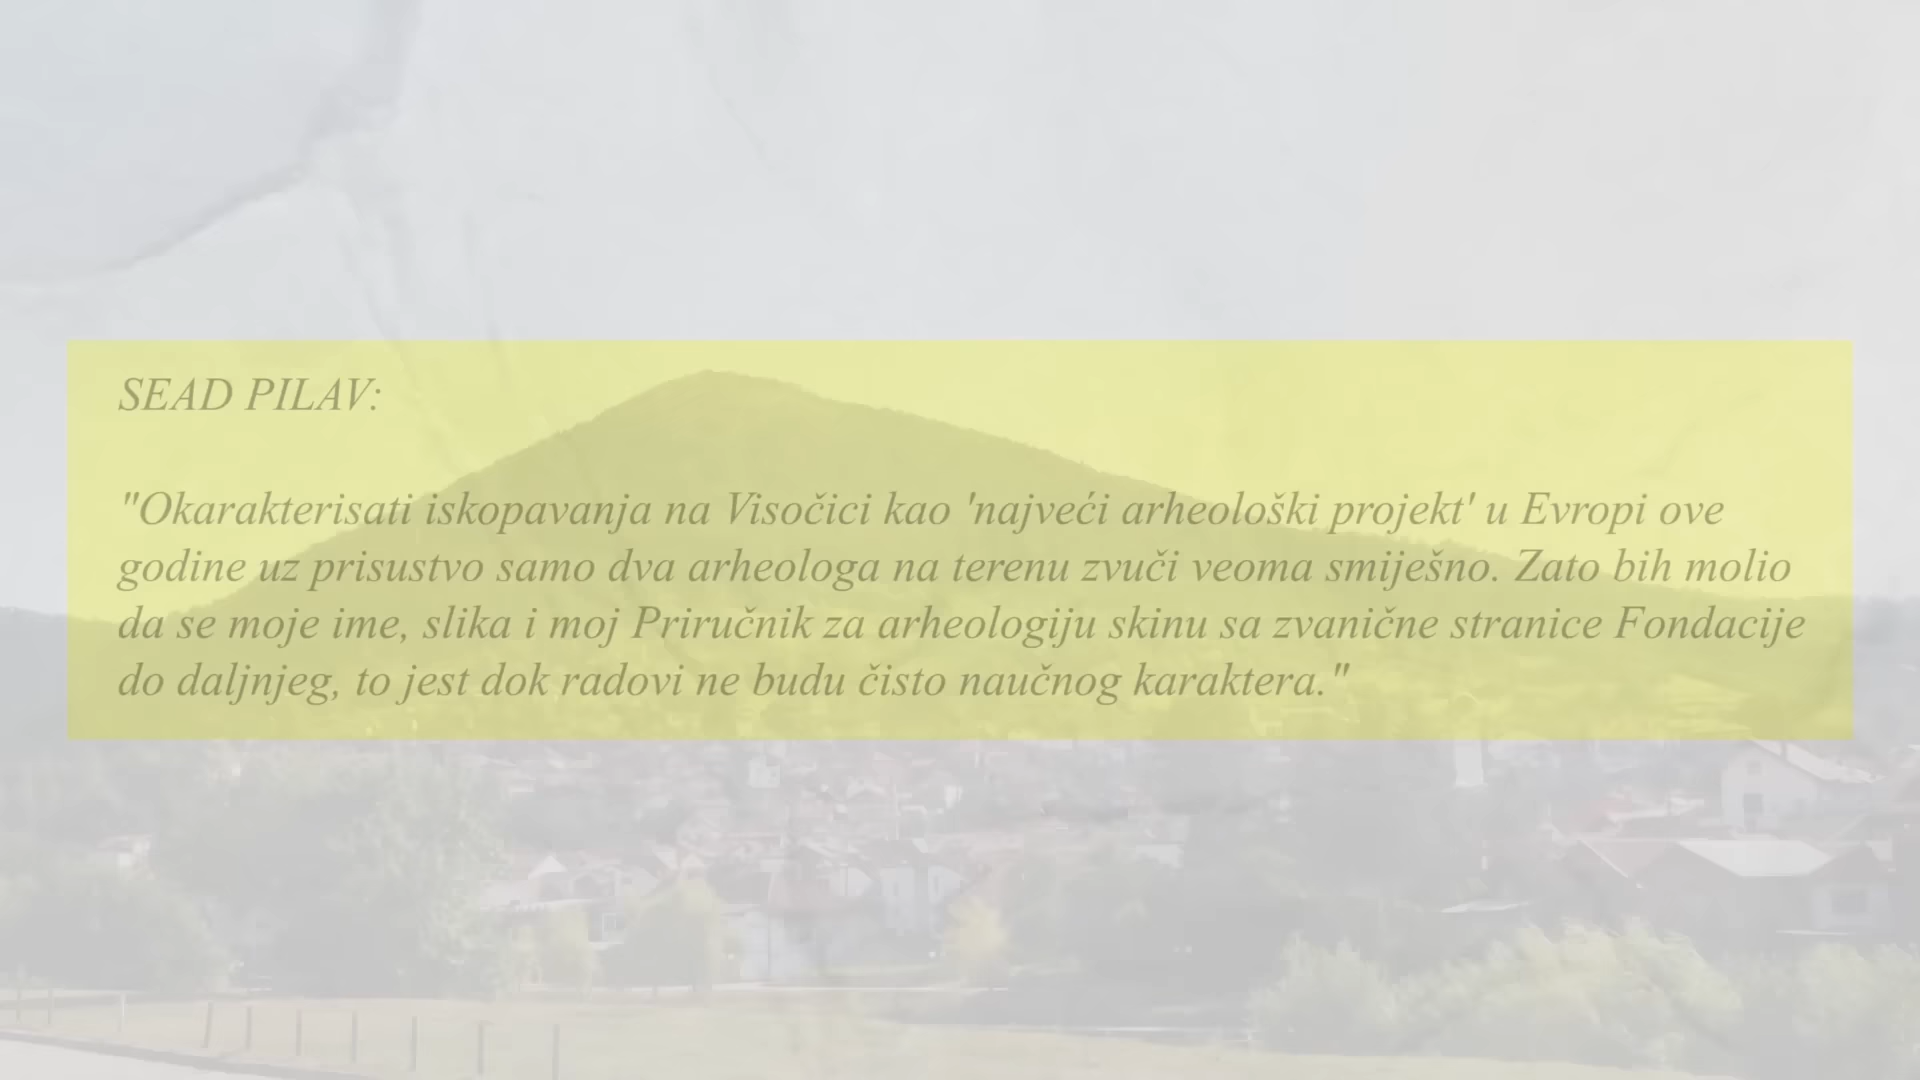 SEAD PILAV:
"Okarakterisati iskopavanja na Visočici kao 'najveći arheološki projekt' u Evropi ove
godine uz prisustvo samo dva arheologa na terenu zvuči veoma smiješno. Zato bih molio
da se moje ime, slika i moj Priručnik za arheologiju skinu sa zvanične stranice Fondacije
do daljnjeg, to jest dok radovi ne budu čisto naučnog karaktera."